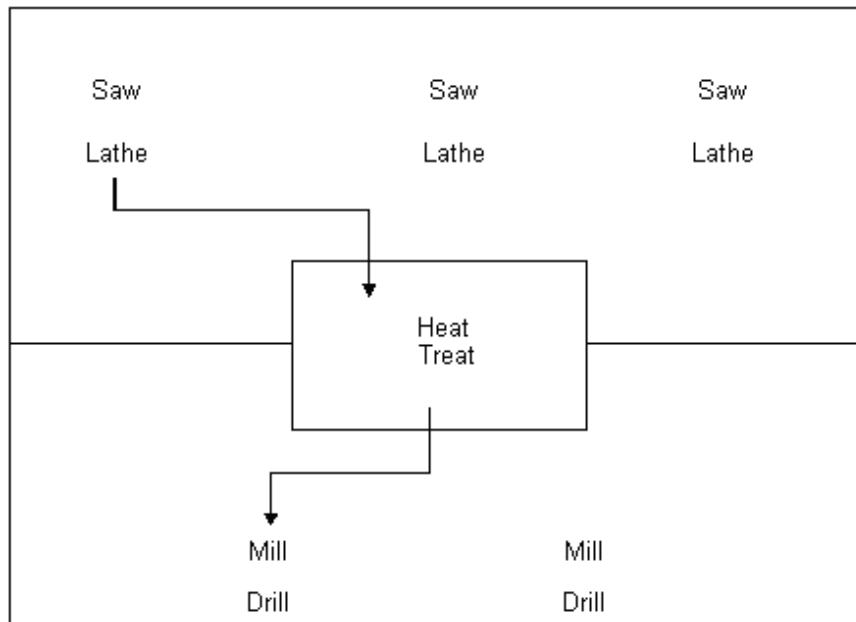 Saw Saw Saw
Lathe Lathe Lathe
Heat
Treat
Mill Mill
Drill Drill